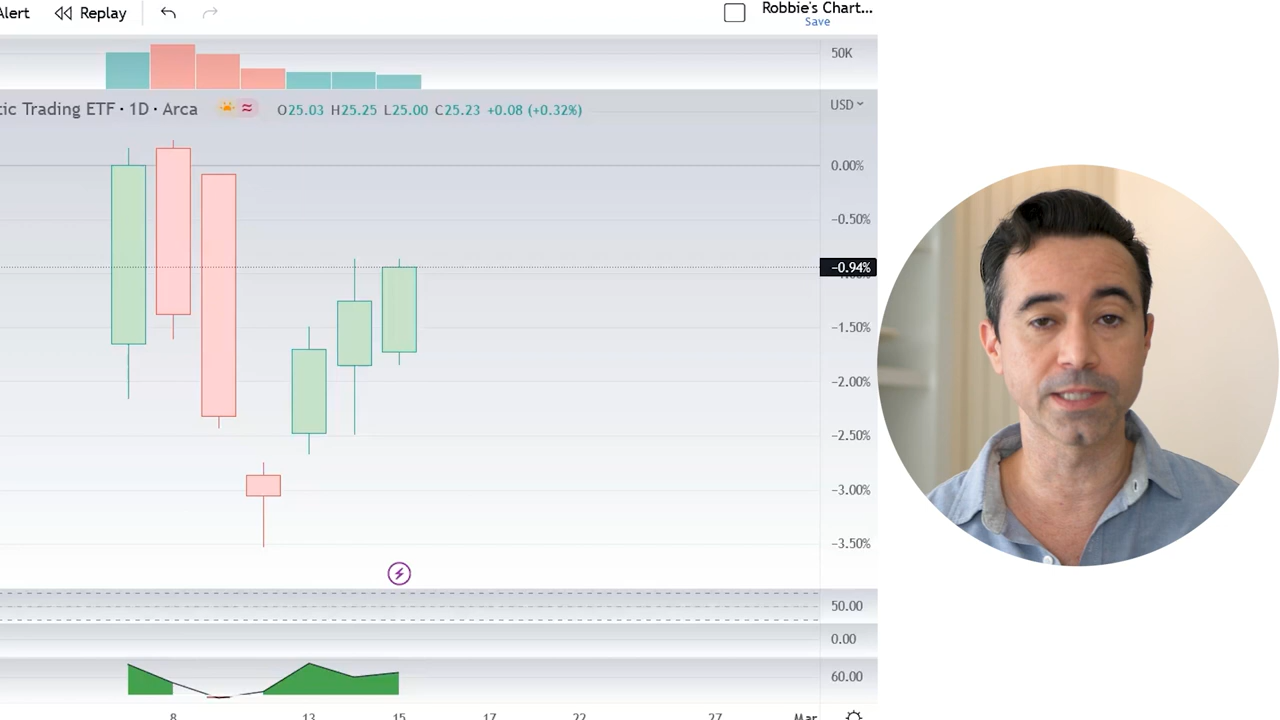 Alert
Replay
Robbie's Chart...
Save
50K
tic Trading ETF · 1D · Arca
O25.03 H25.25 L25.00 C25.23 +0.08 (+0.32%)
USD
0.00%
−0.50%
−0.94%
−1.50%
−2.00%
−2.50%
−3.00%
−3.50%
50.00
0.00
60.00
8 13 15 17 22 27 Mar